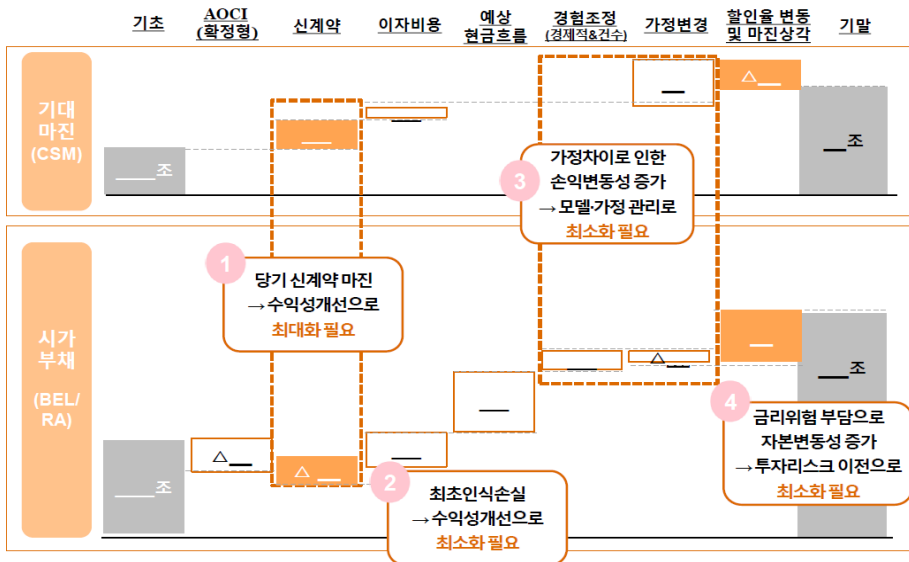 기초
AOCI
(확정형)
신계약
이자비용
예상
현금흐름
경험조정
(경제적&건수)
가정변경
할인율 변동
및 마진상각
기말
기대
마진
(CSM)
___조
___
___
___
△__
__조
3
가정차이로 인한
손익변동성 증가
→모델·가정 관리로
최소화 필요
1
당기 신계약 마진
→수익성개선으로
최대화 필요
시가
부채
(BEL/
RA)
___조
△__
△__
___
___
___
△__
__
___조
2
최초인식손실
→수익성개선으로
최소화 필요
4
금리위험 부담으로
자본변동성 증가
→투자리스크 이전으로
최소화 필요